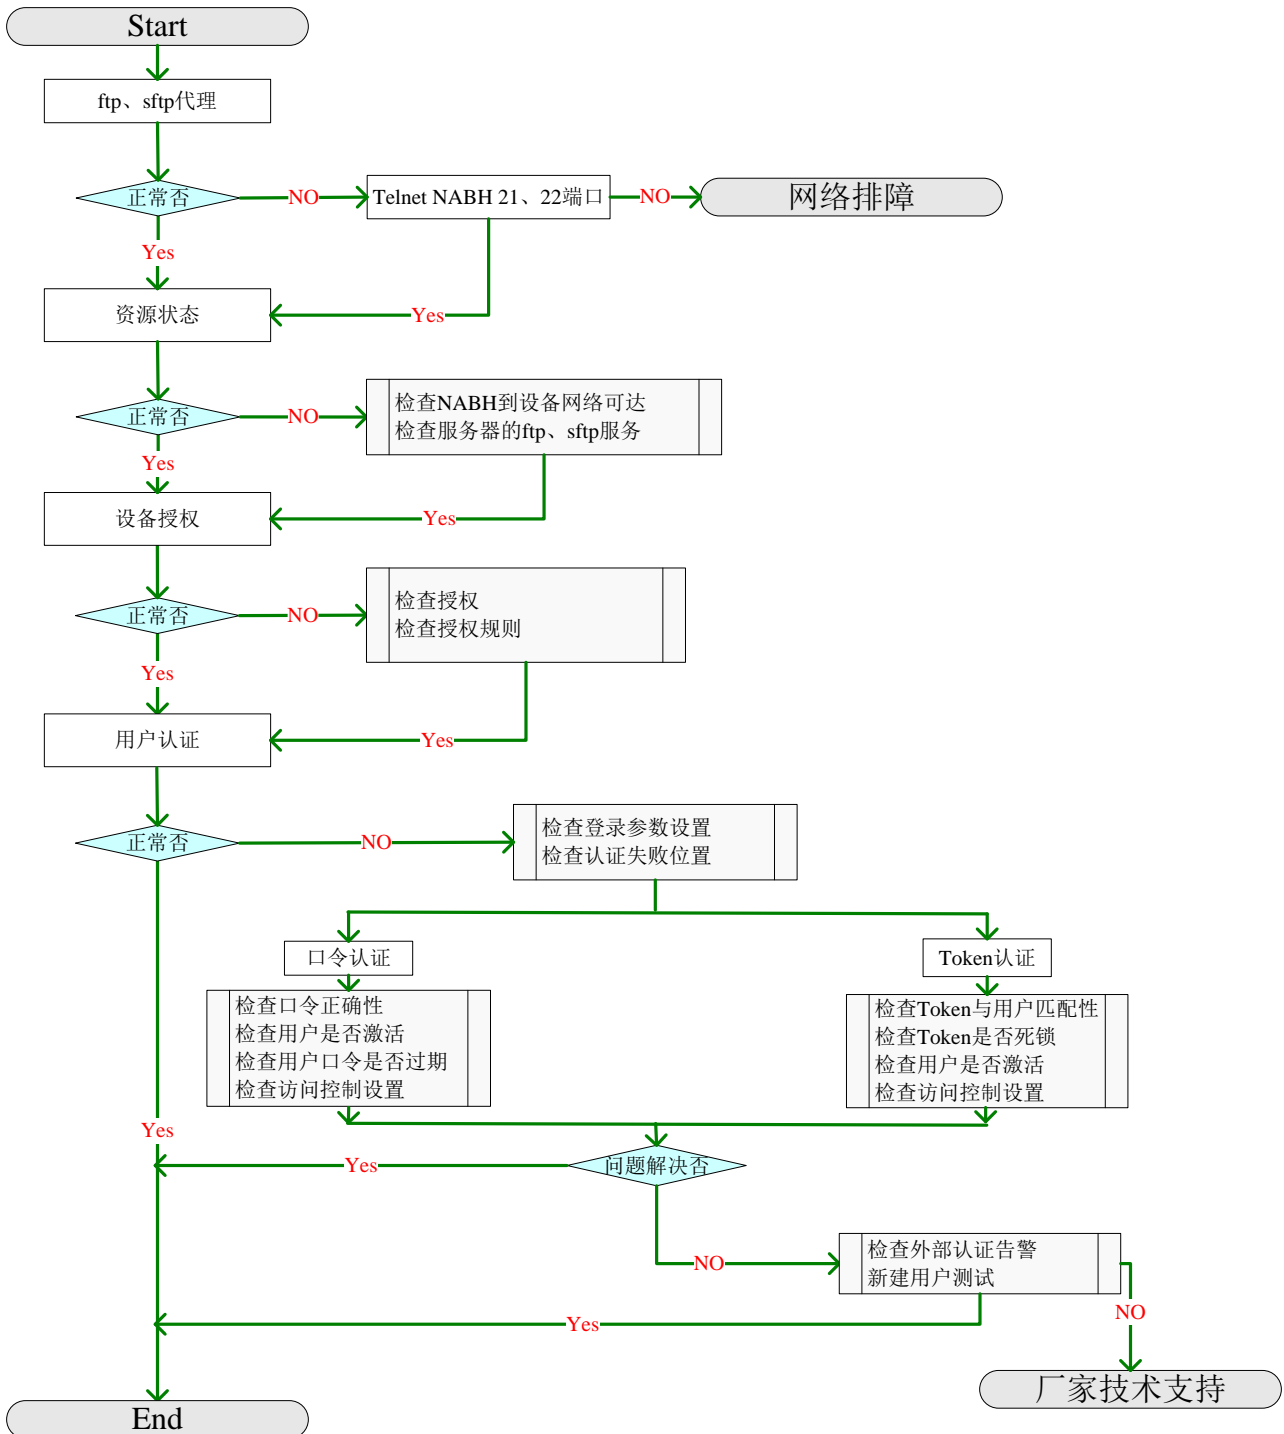 Start
ftp、sftp代理
正常否
NO
Telnet NABH 21、22端口
NO
网络排障
Yes
资源状态
Yes
正常否
NO
检查NABH到设备网络可达
检查服务器的ftp、sftp服务
Yes
设备授权
Yes
正常否
NO
检查授权
检查授权规则
Yes
用户认证
Yes
正常否
NO
检查登录参数设置
检查认证失败位置
口令认证
Token认证
检查口令正确性
检查用户是否激活
检查用户口令是否过期
检查访问控制设置
检查Token与用户匹配性
检查Token是否死锁
检查用户是否激活
检查访问控制设置
Yes
Yes
问题解决否
NO
检查外部认证告警
新建用户测试
NO
Yes
厂家技术支持
End